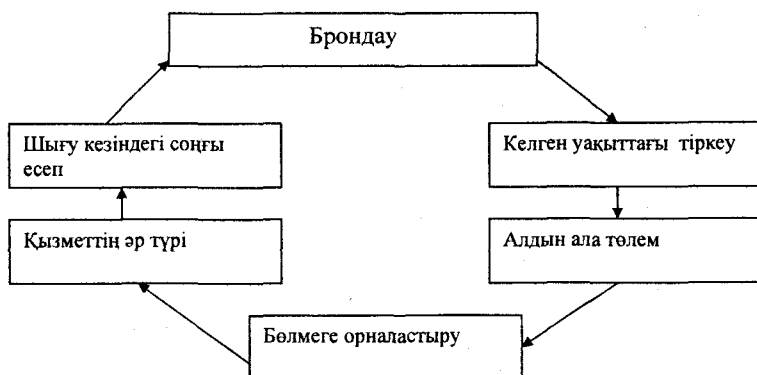 Брондау
Шығу кезіндегі соңғы
есеп
Келген уақыттағы тіркеу
Қызметтің әр түрі
Алдын ала төлем
Бөлмеге орналастыру